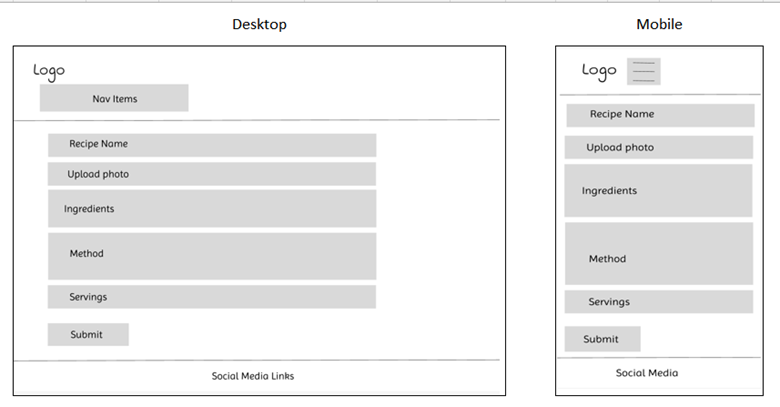 Desktop
Logo
Nav Items
Recipe Name
Upload photo
Ingredients
Method
Servings
Submit
Social Media Links
Mobile
Logo
Recipe Name
Upload photo
Ingredients
Method
Servings
Submit
Social Media